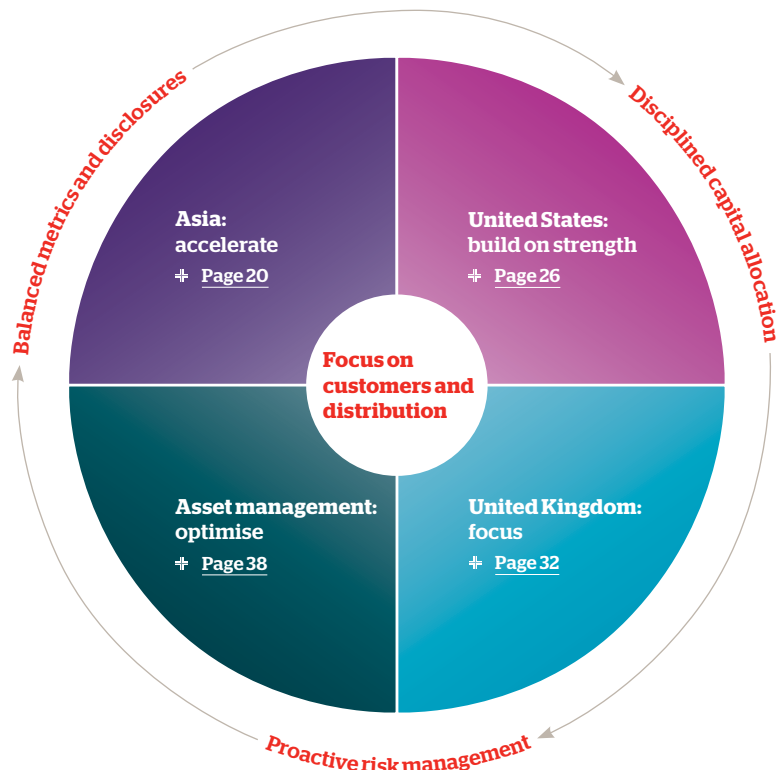 Balanced metrics and disclosures
Disciplined capital allocation
Asia:
accelerate
Page 20
United States:
build on strength
Page 26
Focus on
customers and
distribution
Asset management:
optimise
Page 38
United Kingdom:
focus
Page 32
Proactive risk management